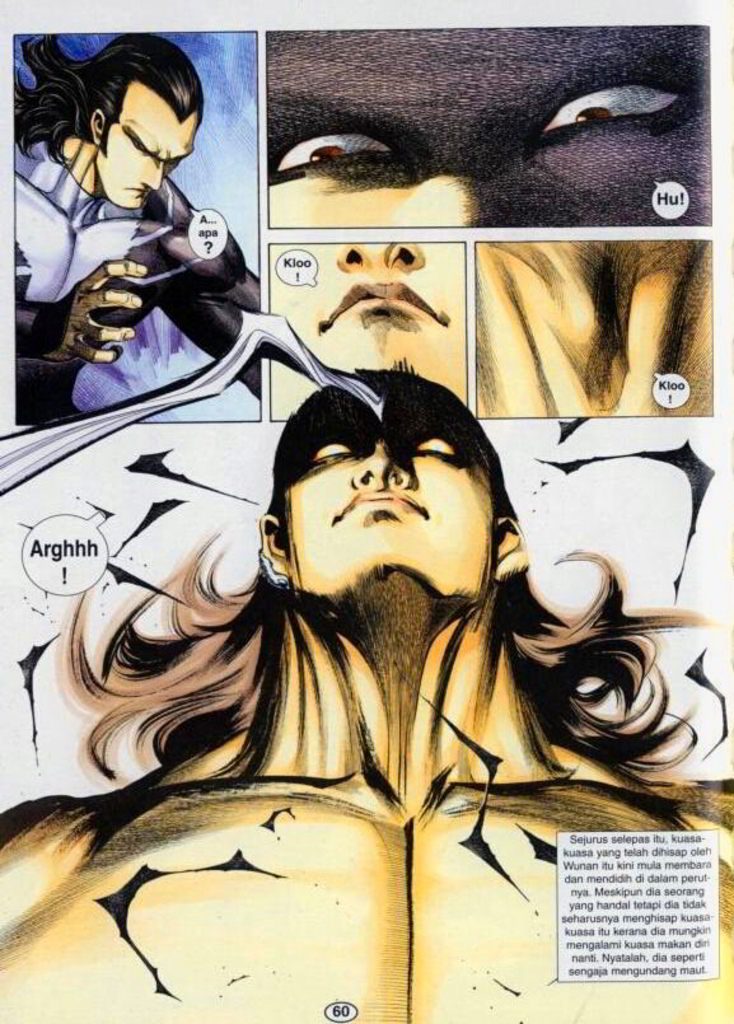 A...
apa
?
Hu!
Kloo
!
Kloo
!
Arghhh
!
Sejurus selepas itu, kuasa-
kuasa yang telah dihisap oleh
Wunan itu kini mula membara
dan mendidih di dalam perut-
nya. Meskipun dia seorang
yang handal tetapi dia tidak
seharusnya menghisap kuasa-
kuasa itu kerana dia mungkin
mengalami kuasa makan diri
nanti. Nyatalah, dia seperti
sengaja mengundang maut.
60